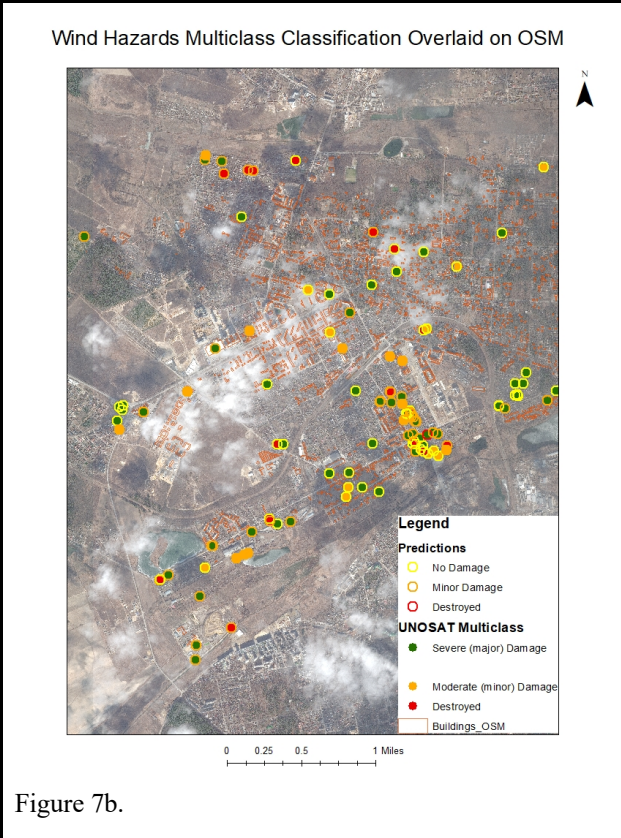 Wind Hazards Multiclass Classification Overlaid on OSM
N
Legend
Predictions
No Damage
Minor Damage
Destroyed
UNOSAT Multiclass
Severe (major) Damage
Moderate (minor) Damage
Destroyed
Buildings_OSM
0 0.25 0.5 1 Miles
Figure 7b.